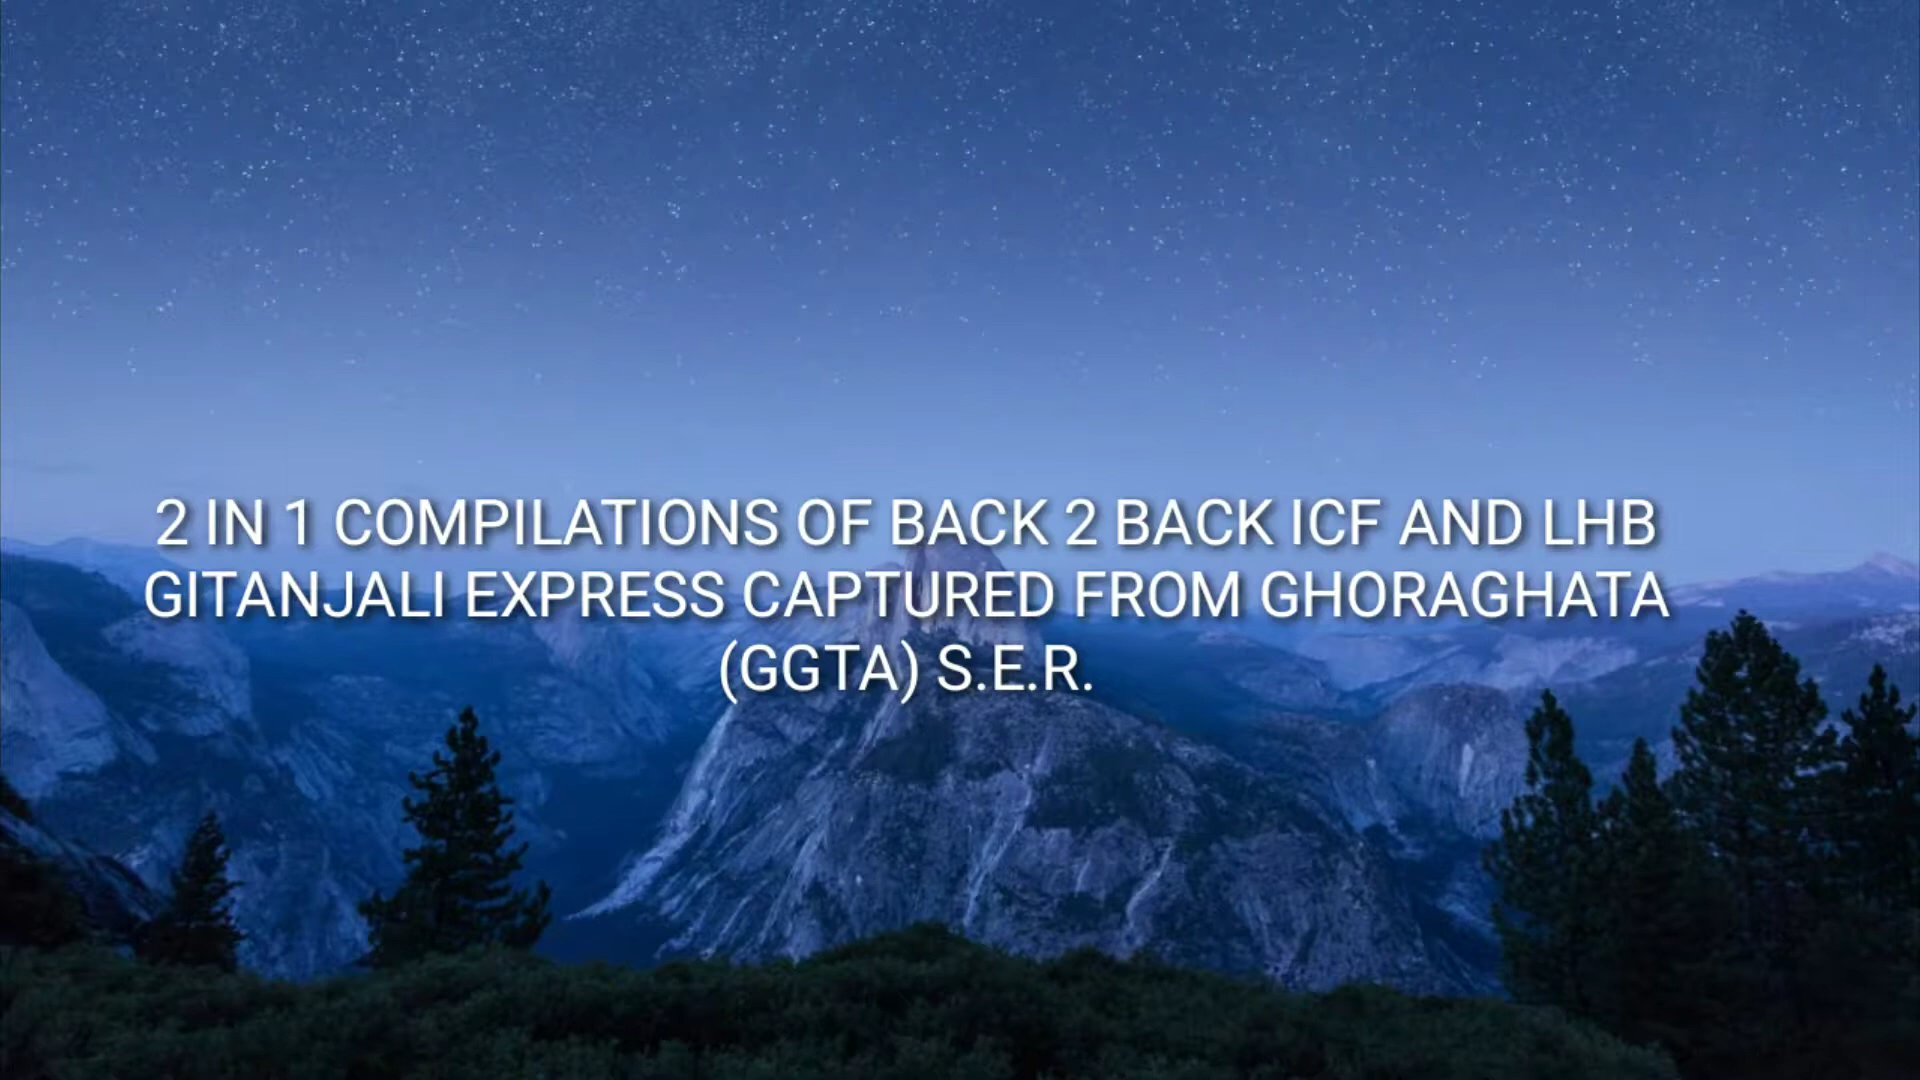 2 IN 1 COMPILATIONS OF BACK 2 BACK ICF AND LHB
GITANJALI EXPRESS CAPTURED FROM GHORAGHATA
(GGTA) S.E.R.